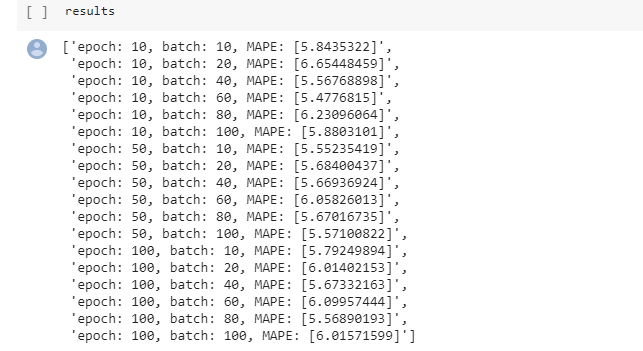 [ ] results
['epoch: 10, batch: 10, MAPE: [5.8435322]',
'epoch: 10, batch: 20, MAPE: [6.65448459]',
'epoch: 10, batch: 40, MAPE: [5.56768898]',
'epoch: 10, batch: 60, MAPE: [5.4776815]',
'epoch: 10, batch: 80, MAPE: [6.23096064]',
'epoch: 10, batch: 100, MAPE: [5.8803101]',
'epoch: 50, batch: 10, MAPE: [5.55235419]',
'epoch: 50, batch: 20, MAPE: [5.68400437]',
'epoch: 50, batch: 40, MAPE: [5.66936924]',
'epoch: 50, batch: 60, MAPE: [6.05826013]',
'epoch: 50, batch: 80, MAPE: [5.67016735]',
'epoch: 50, batch: 100, MAPE: [5.57100822]',
'epoch: 100, batch: 10, MAPE: [5.79249894]',
'epoch: 100, batch: 20, MAPE: [6.01402153]',
'epoch: 100, batch: 40, MAPE: [5.67332163]',
'epoch: 100, batch: 60, MAPE: [6.09957444]',
'epoch: 100, batch: 80, MAPE: [5.56890193]',
'epoch: 100, batch: 100, MAPE: [6.01571599]']